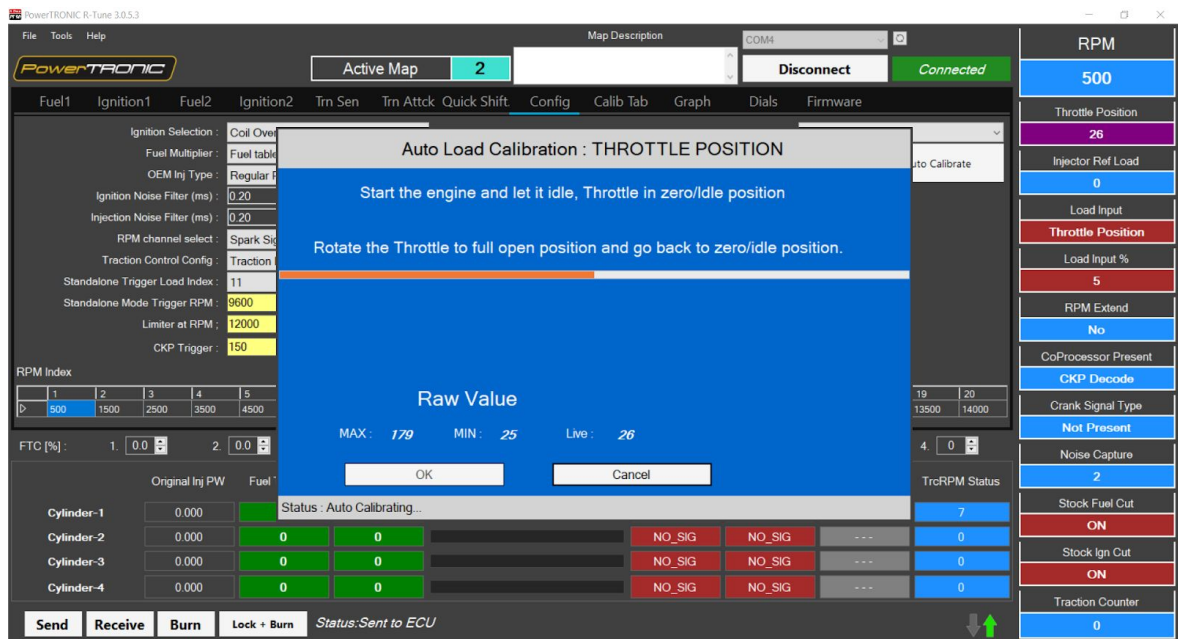 PowerTRONIC R-Tune 3.0.5.3
File Tools Help
Map Description
COM4
PowerTRONIC
Active Map 2
Disconnect Connected
Fuel1 Ignition1 Fuel2 Ignition2 Trn Sen Trn Attck Quick Shift. Config Calib Tab Graph Dials Firmware
Ignition Selection : Coil Over
Fuel Multiplier : Fuel table
OEM Inj Type : Regular
Ignition Noise Filter (ms) : 0.20
Injection Noise Filter (ms) : 0.20
RPM channel select : Spark Sig
Traction Control Config : Traction
Standalone Trigger Load Index : 11
Standalone Mode Trigger RPM : 9600
Limiter at RPM ; 12000
CKP Trigger : 150
Auto Load Calibration : THROTTLE POSITION
Start the engine and let it idle, Throttle in zero/Idle position
Rotate the Throttle to full open position and go back to zero/idle position.
Raw Value
MAX : 179 MIN : 25 Live : 26
OK Cancel
Status : Auto Calibrating...
uto Calibrate
RPM Index
1 2 3 4 5 19 20
500 1500 2500 3500 4500 13500 14000
FTC [%] : 1. 0.0 2. 0.0 4. 0
Original Inj PW Fuel TrcRPM Status
Cylinder-1 0.000 7
Cylinder-2 0.000 0 0 NO_SIG NO_SIG --- 0
Cylinder-3 0.000 0 0 NO_SIG NO_SIG --- 0
Cylinder-4 0.000 0 0 NO_SIG NO_SIG --- 0
Send Receive Burn Lock + Burn Status:Sent to ECU
RPM
500
Throttle Position
26
Injector Ref Load
0
Load Input
Throttle Position
Load Input %
5
RPM Extend
No
CoProcessor Present
CKP Decode
Crank Signal Type
Not Present
Noise Capture
2
Stock Fuel Cut
ON
Stock Ign Cut
ON
Traction Counter
0